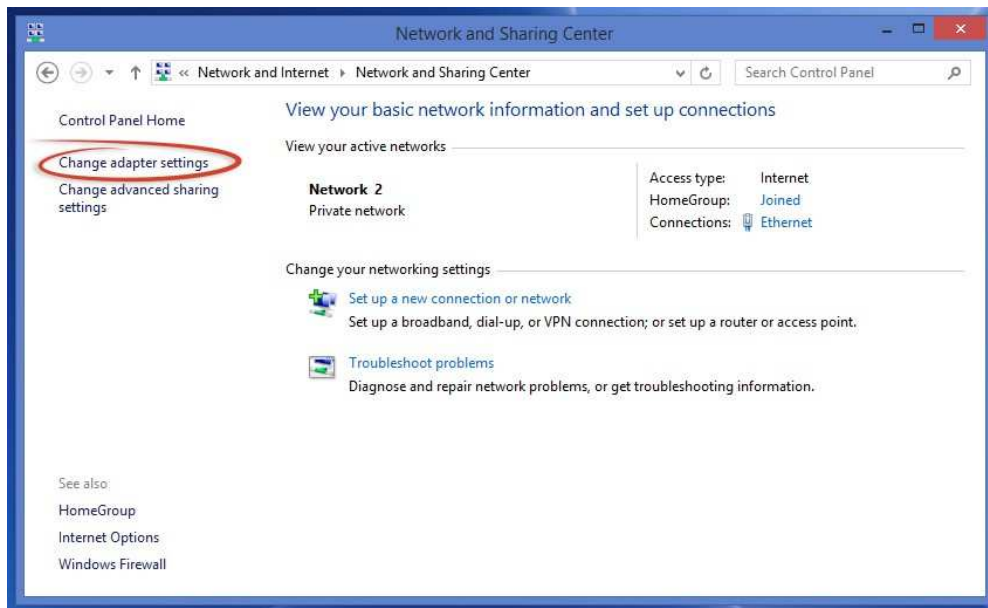 Network and Sharing Center
« Network and Internet Network and Sharing Center
Search Control Panel
Control Panel Home
Change adapter settings
Change advanced sharing
settings
View your basic network information and set up connections
View your active networks
Network 2
Private network
Access type: Internet
HomeGroup: Joined
Connections: Ethernet
Change your networking settings
Set up a new connection or network
Set up a broadband, dial-up, or VPN connection; or set up a router or access point.
Troubleshoot problems
Diagnose and repair network problems, or get troubleshooting information.
See also
HomeGroup
Internet Options
Windows Firewall